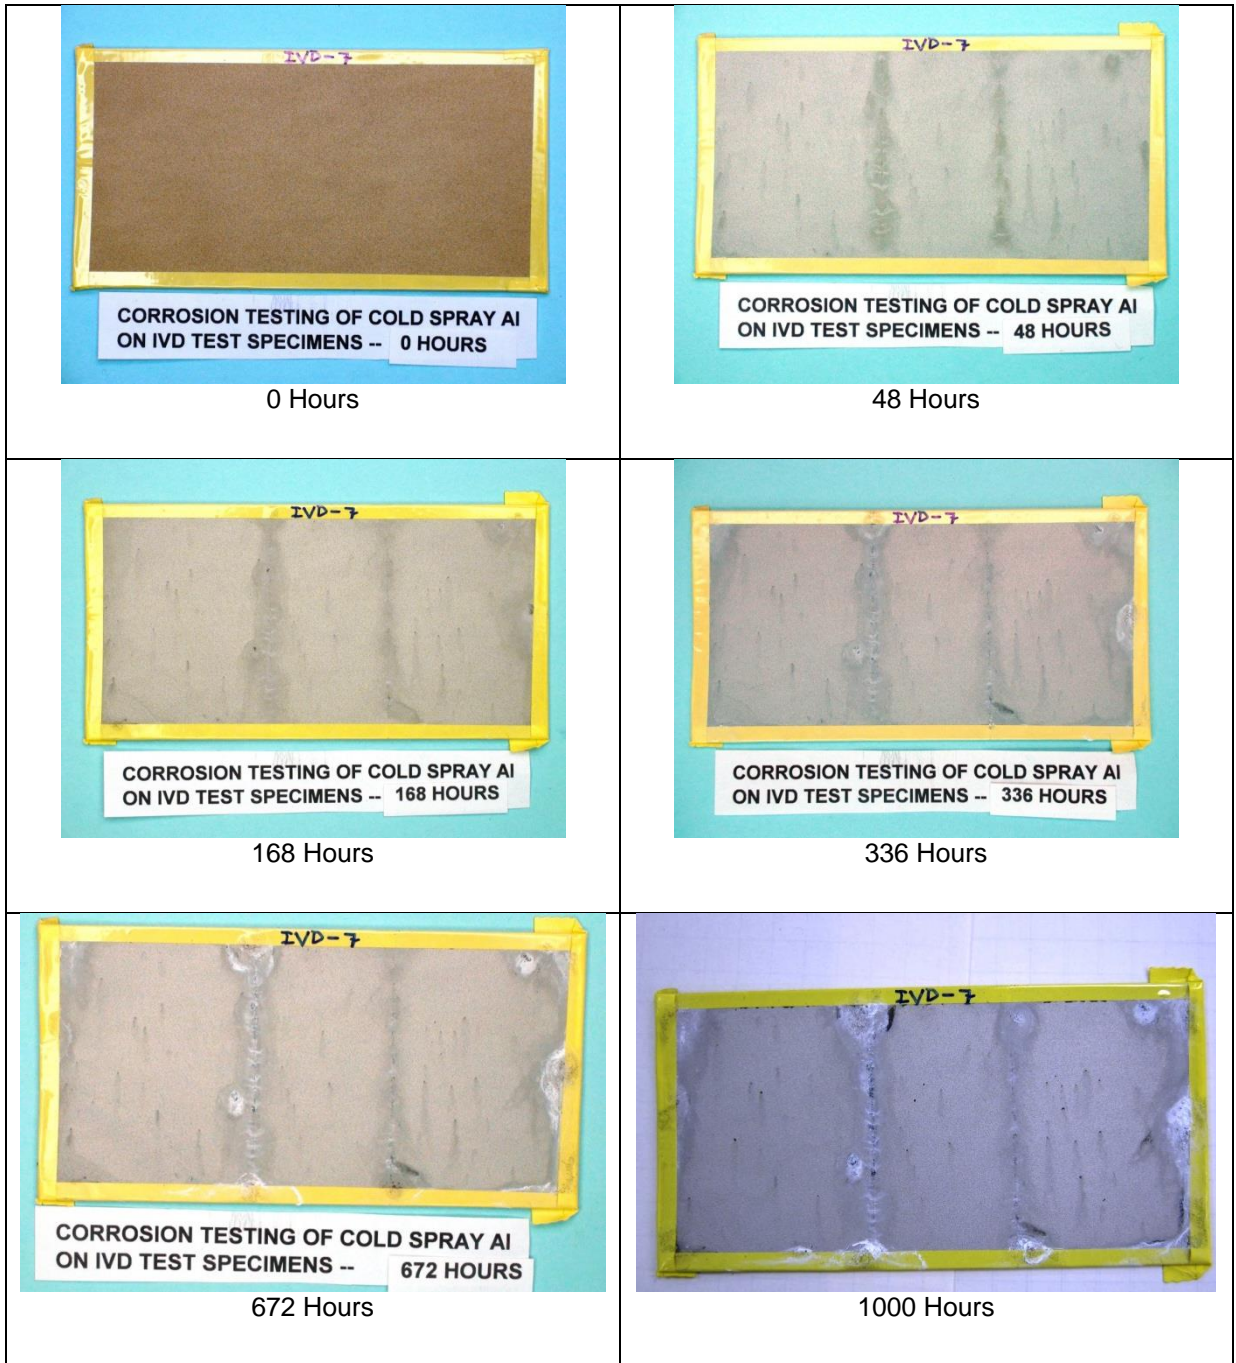 IVD-7
CORROSION TESTING OF COLD SPRAY Al
ON IVD TEST SPECIMENS -- 0 HOURS
0 Hours
IVD-7
CORROSION TESTING OF COLD SPRAY Al
ON IVD TEST SPECIMENS -- 48 HOURS
48 Hours
IVD-7
CORROSION TESTING OF COLD SPRAY Al
ON IVD TEST SPECIMENS -- 168 HOURS
168 Hours
IVD-7
CORROSION TESTING OF COLD SPRAY Al
ON IVD TEST SPECIMENS -- 336 HOURS
336 Hours
IVD-7
CORROSION TESTING OF COLD SPRAY Al
ON IVD TEST SPECIMENS -- 672 HOURS
672 Hours
IVD-7
1000 Hours